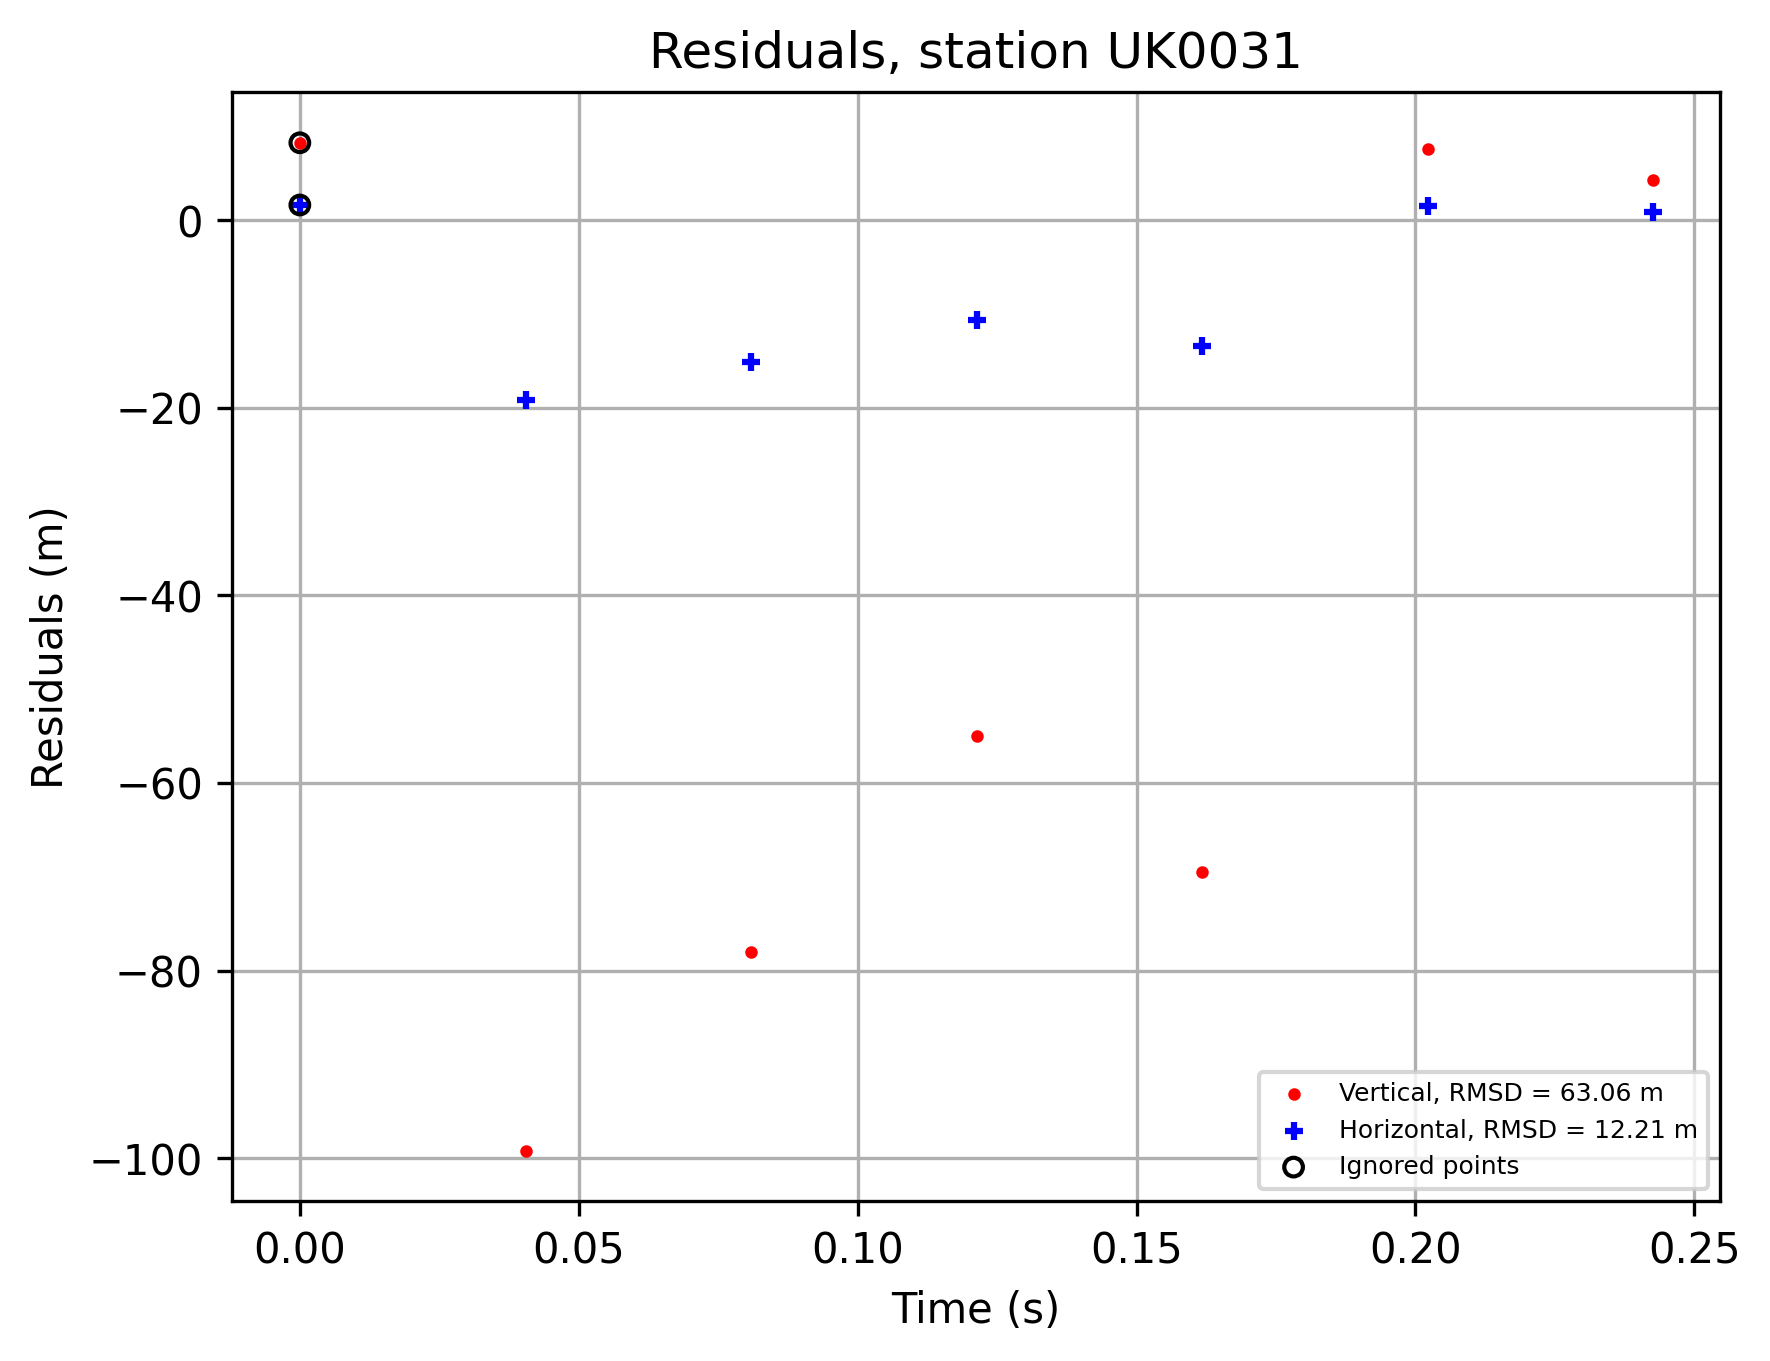 Residuals, station UK0031
Residuals (m)
0
−20
−40
−60
−80
−100
Vertical, RMSD = 63.06 m
Horizontal, RMSD = 12.21 m
Ignored points
0.00 0.05 0.10 0.15 0.20 0.25
Time (s)